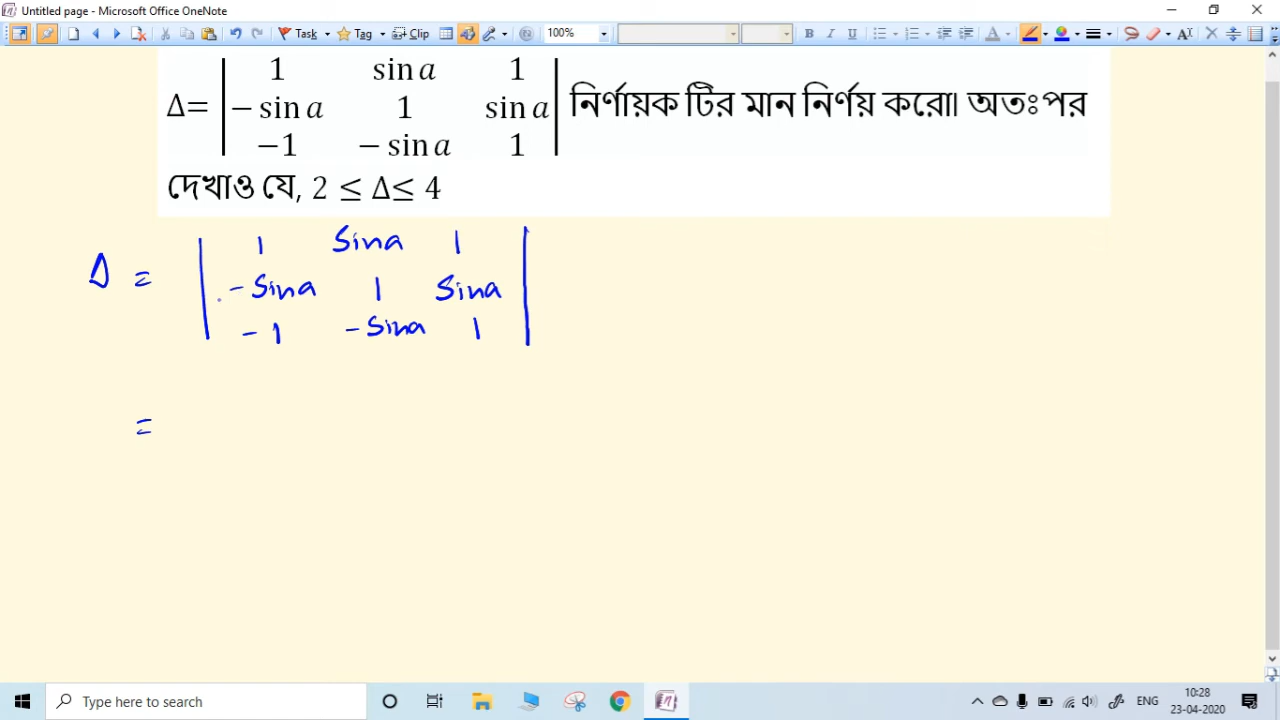 Untitled page - Microsoft Office OneNote
Task Tag Clip 100% B I U
Δ= | 1 sin a 1 |
| − sin a 1 sin a | নির্ণায়ক টির মান নির্ণয় করো৷ অতঃপর
| −1 − sin a 1 |
দেখাও যে, 2 ≤ Δ≤ 4
Δ = | 1 Sina 1 |
| - Sina 1 Sina |
| - 1 - Sina 1 |
=
Type here to search
ENG
10:28
23-04-2020